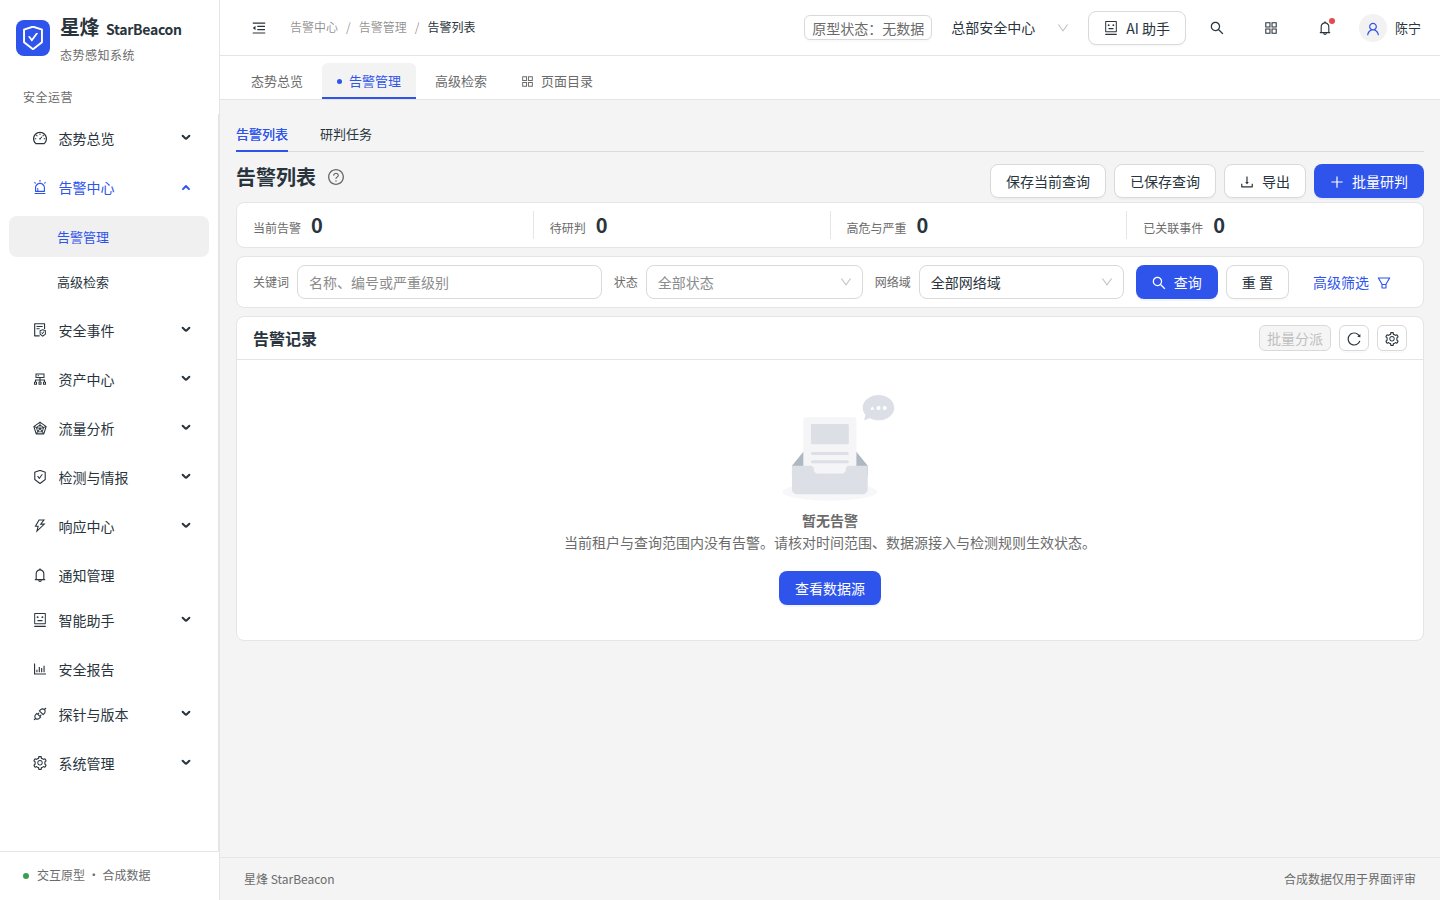 星烽 StarBeacon
态势感知系统
安全运营
态势总览
告警中心
告警管理
高级检索
安全事件
资产中心
流量分析
检测与情报
响应中心
通知管理
智能助手
安全报告
探针与版本
系统管理
交互原型 · 合成数据
告警中心 / 告警管理 / 告警列表
原型状态：无数据
总部安全中心
AI 助手
陈宁
态势总览
告警管理
高级检索
页面目录
告警列表
研判任务
告警列表
保存当前查询
已保存查询
导出
批量研判
当前告警 0
待研判 0
高危与严重 0
已关联事件 0
关键词 名称、编号或严重级别
状态 全部状态
网络域 全部网络域
查询
重 置
高级筛选
告警记录
批量分派
暂无告警
当前租户与查询范围内没有告警。请核对时间范围、数据源接入与检测规则生效状态。
查看数据源
星烽 StarBeacon
合成数据仅用于界面评审